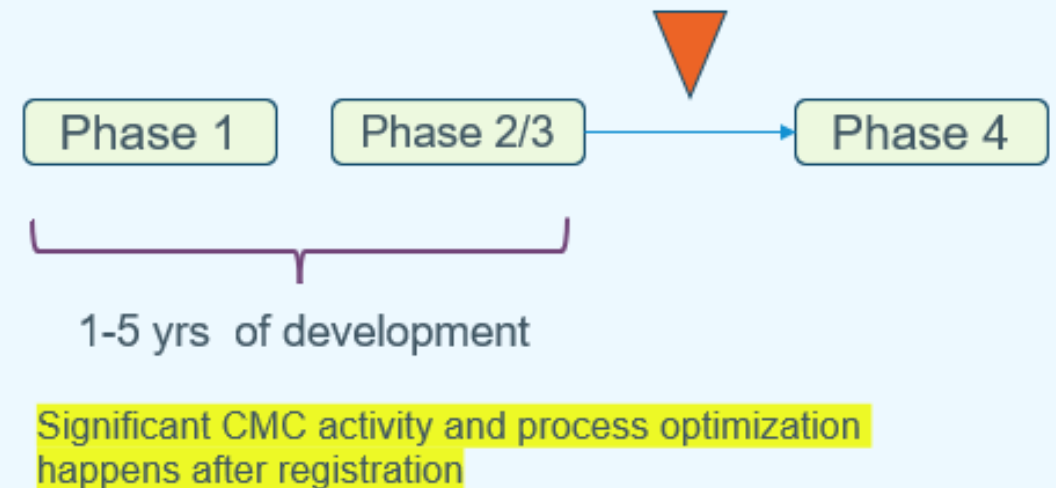 Phase 1
Phase 2/3
Phase 4
1-5 yrs of development
Significant CMC activity and process optimization
happens after registration